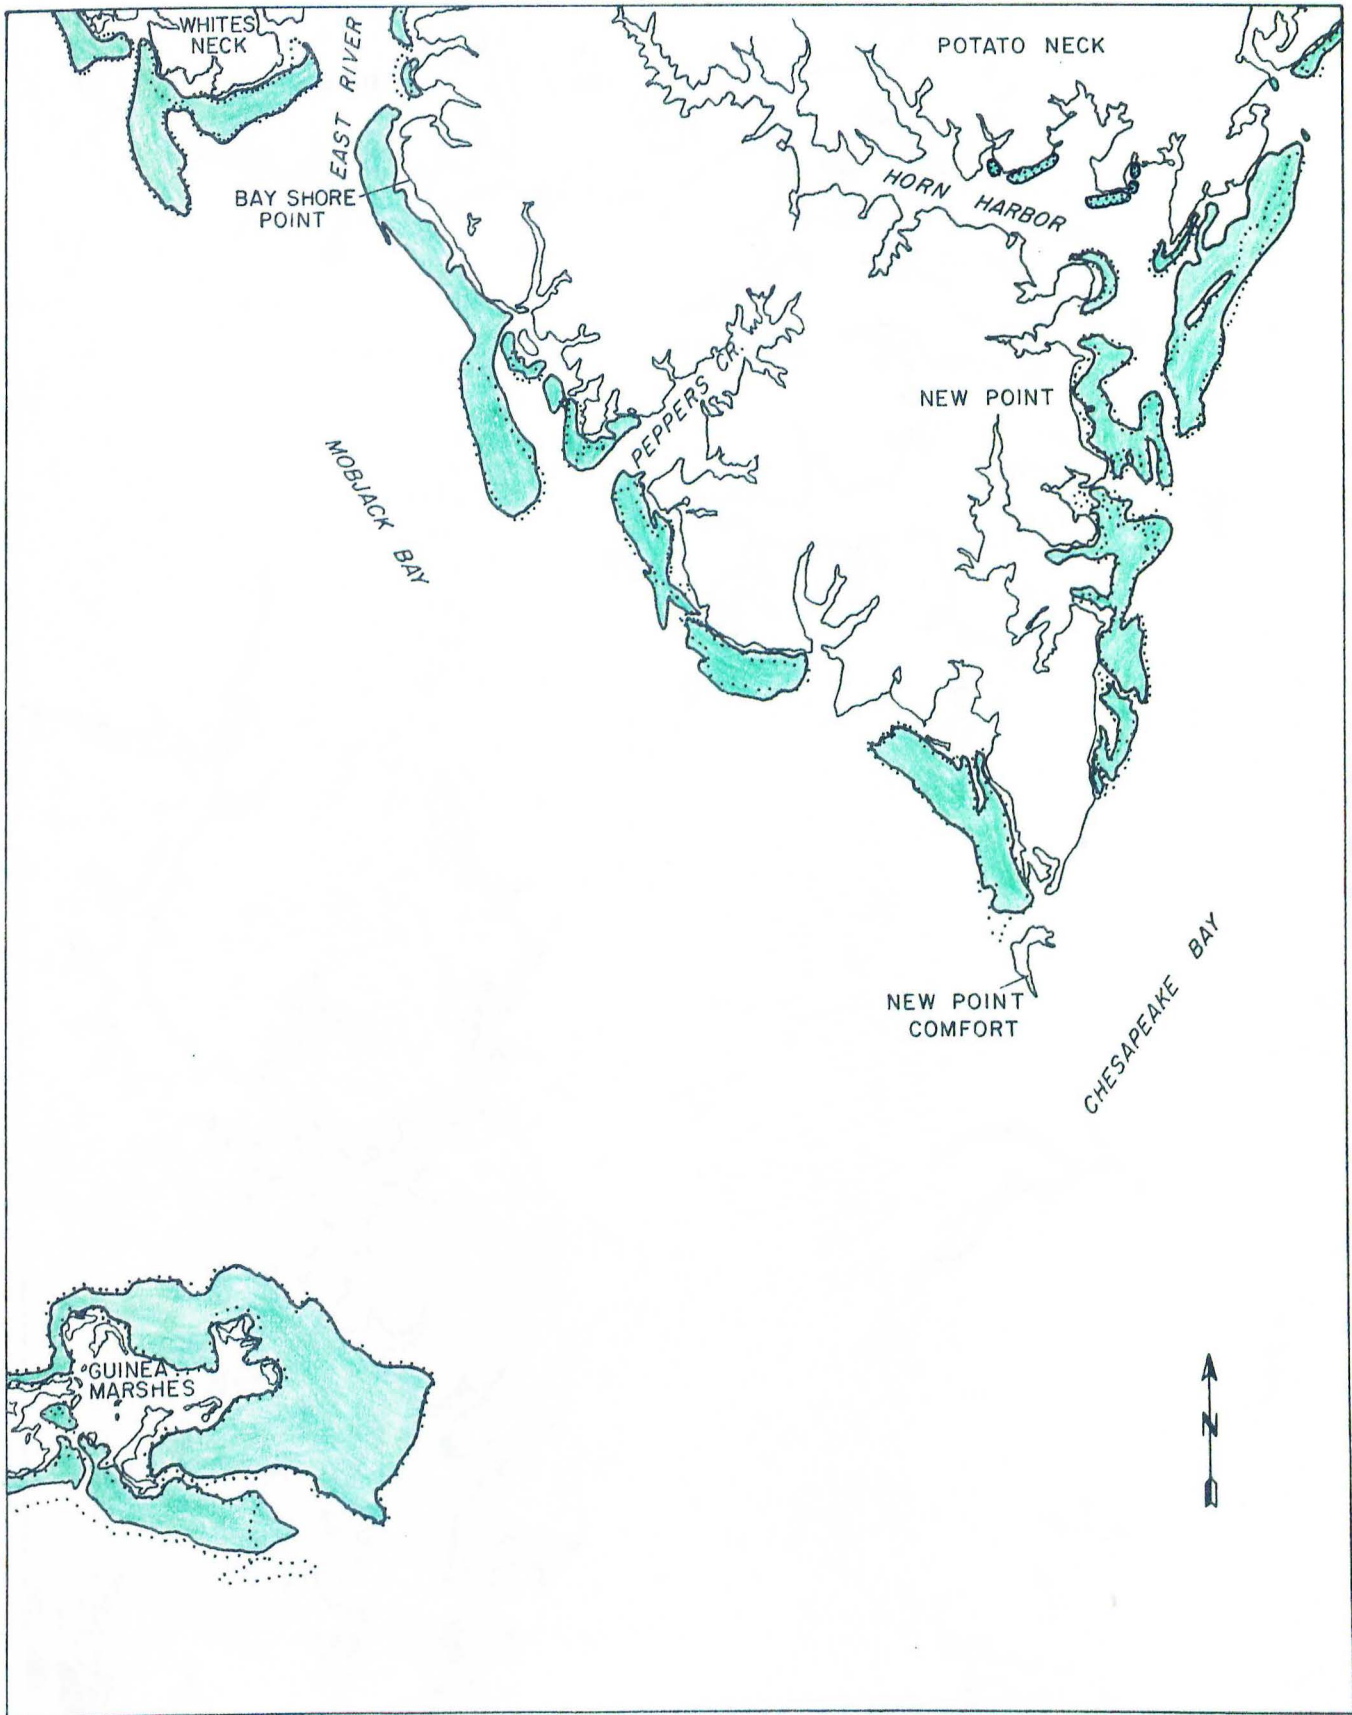 WHITES
NECK
EAST RIVER
POTATO NECK
BAY SHORE
POINT
HORN HARBOR
PEPPERS CR.
NEW POINT
MOBJACK BAY
NEW POINT
COMFORT
CHESAPEAKE BAY
GUINEA
MARSHES
N